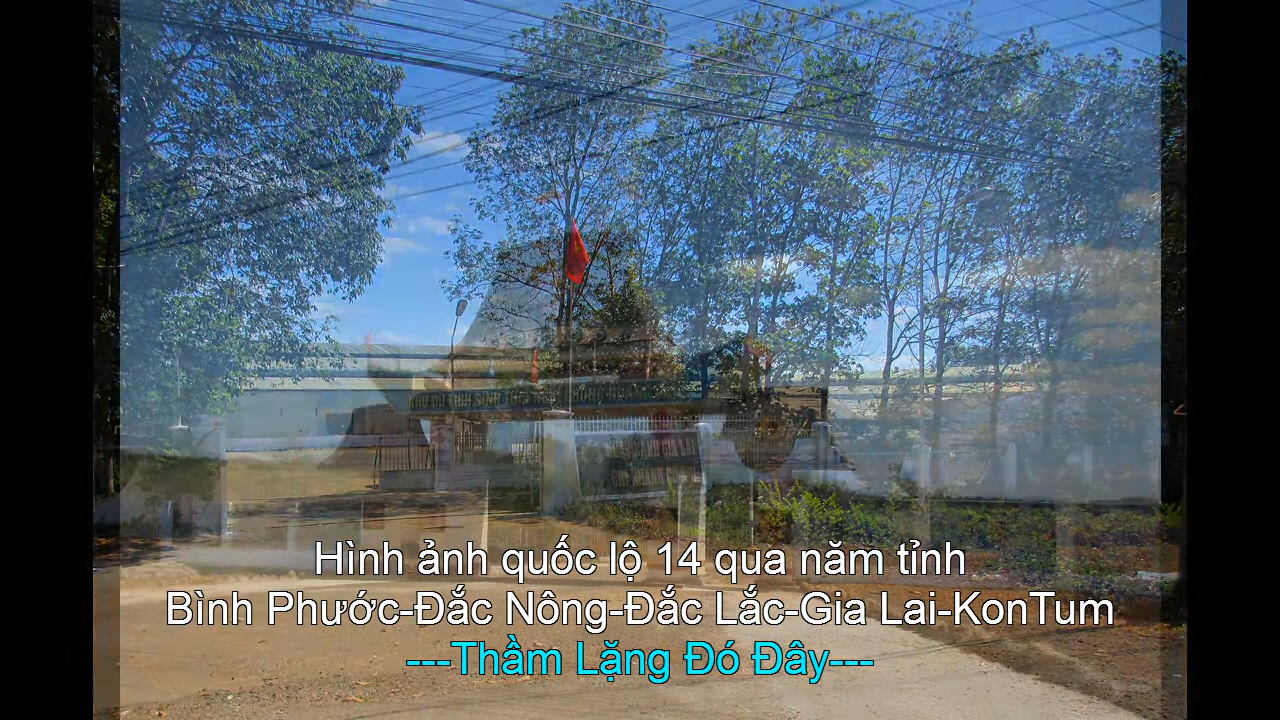 Hình ảnh quốc lộ 14 qua năm tỉnh
Bình Phước-Đắc Nông-Đắc Lắc-Gia Lai-KonTum
---Thầm Lặng Đó Đây---